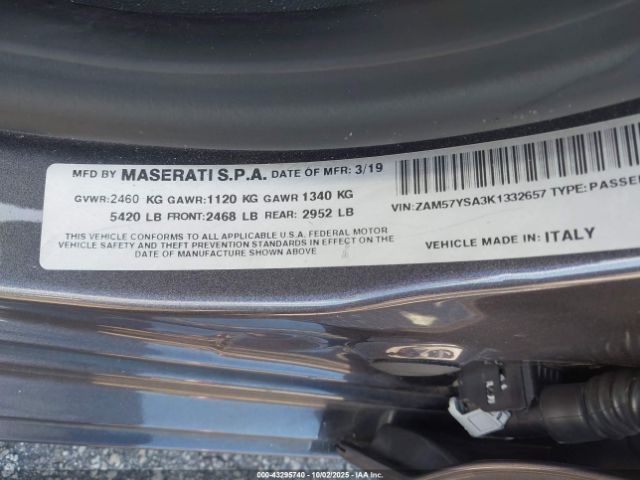 MFD BY MASERATI S.P.A. DATE OF MFR: 3/19
GVWR:2460 KG GAWR:1120 KG GAWR 1340 KG
5420 LB FRONT:2468 LB REAR: 2952 LB
THIS VEHICLE CONFORMS TO ALL APPLICABLE U.S.A. FEDERAL MOTOR
VEHICLE SAFETY AND THEFT PREVENTION STANDARDS IN EFFECT ON THE
DATE OF MANUFACTURE SHOWN ABOVE
VIN:ZAM57YSA3K1332657 TYPE: PASSE
VEHICLE MADE IN: ITALY
000-43295740 - 10/02/2025 - IAAI.COM